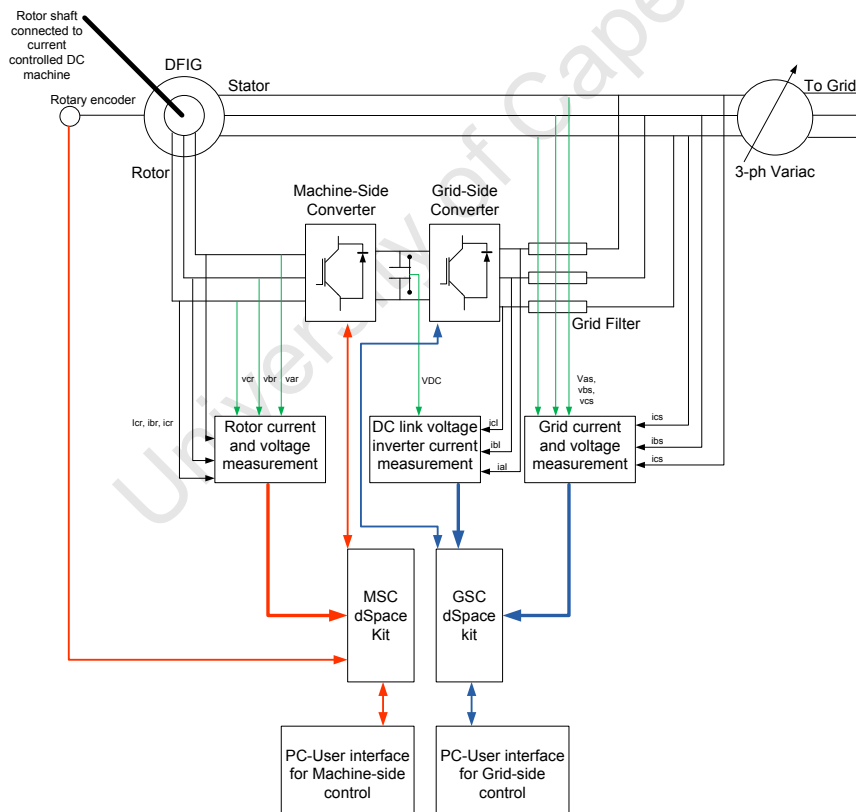 Rotor shaft
connected to
current
controlled DC
machine
DFIG
Stator
To Grid
Rotary encoder
Rotor
3-ph Variac
Machine-Side
Converter
Grid-Side
Converter
Grid Filter
vcr
vbr
var
VDC
Vas,
vbs,
vcs
Icr, ibr, icr
icl
ibl
ial
ics
ibs
ics
Rotor current
and voltage
measurement
DC link voltage
inverter current
measurement
Grid current
and voltage
measurement
MSC
dSpace
Kit
GSC
dSpace
kit
PC-User interface
for Machine-side
control
PC-User interface
for Grid-side
control
University of Cape